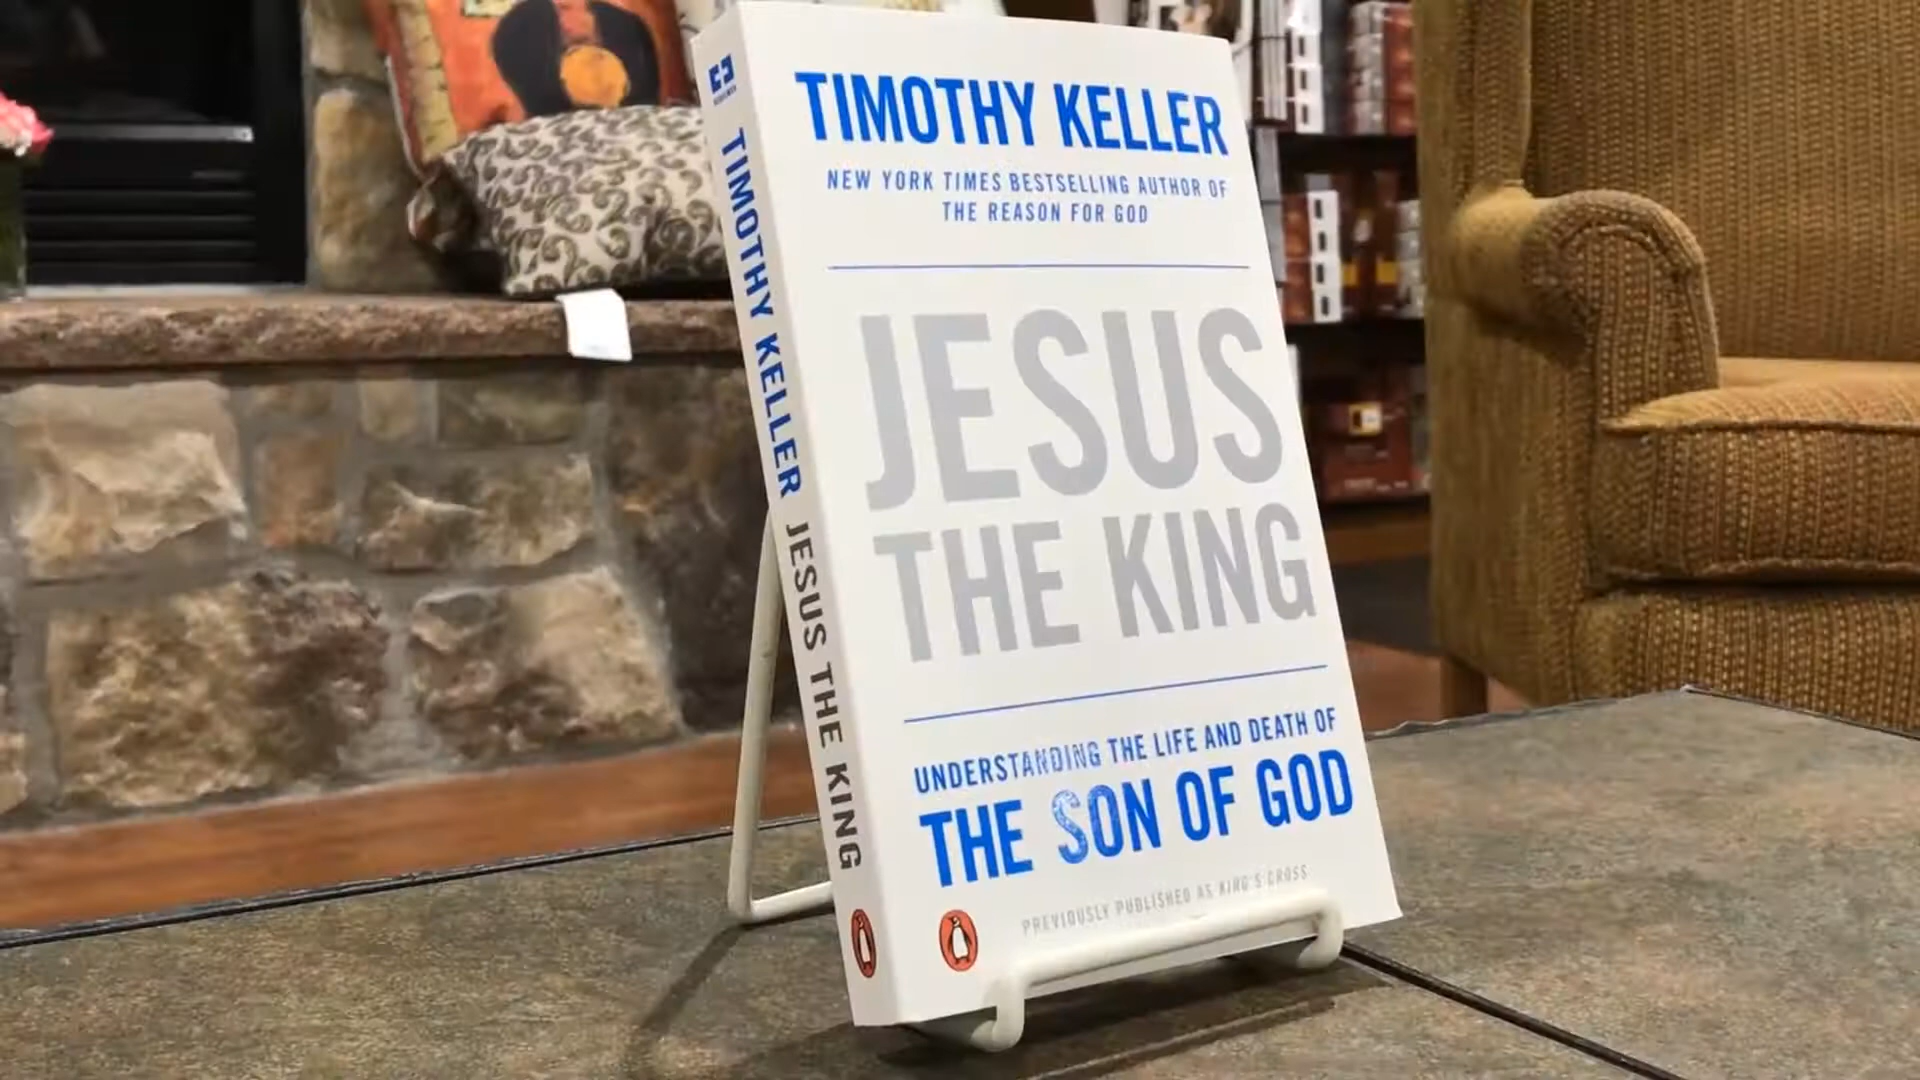 TIMOTHY KELLER
NEW YORK TIMES BESTSELLING AUTHOR OF
THE REASON FOR GOD
JESUS
THE KING
UNDERSTANDING THE LIFE AND DEATH OF
THE SON OF GOD
PREVIOUSLY PUBLISHED AS KING'S CROSS
TIMOTHY KELLER JESUS THE KING